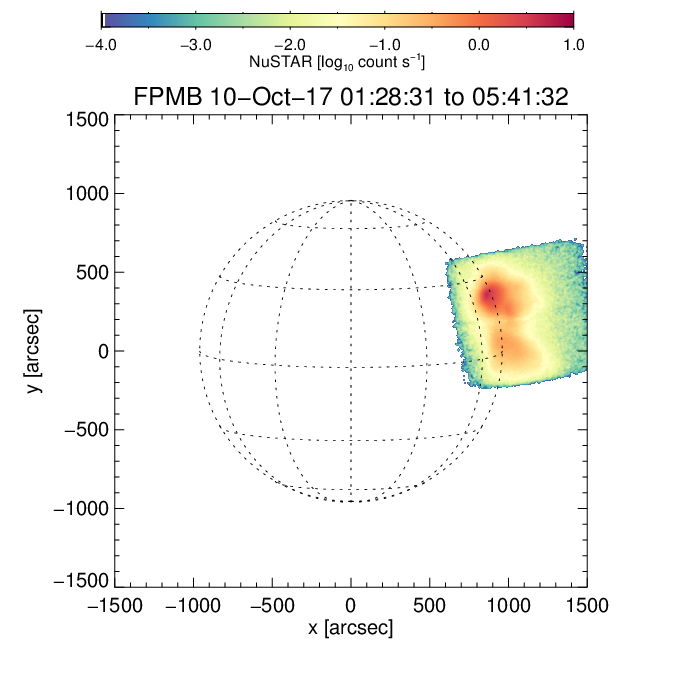 −4.0 −3.0 −2.0 −1.0 0.0 1.0
NuSTAR [log₁₀ count s⁻¹]
FPMB 10−Oct−17 01:28:31 to 05:41:32
1500
1000
500
0
−500
−1000
−1500
y [arcsec]
−1500 −1000 −500 0 500 1000 1500
x [arcsec]